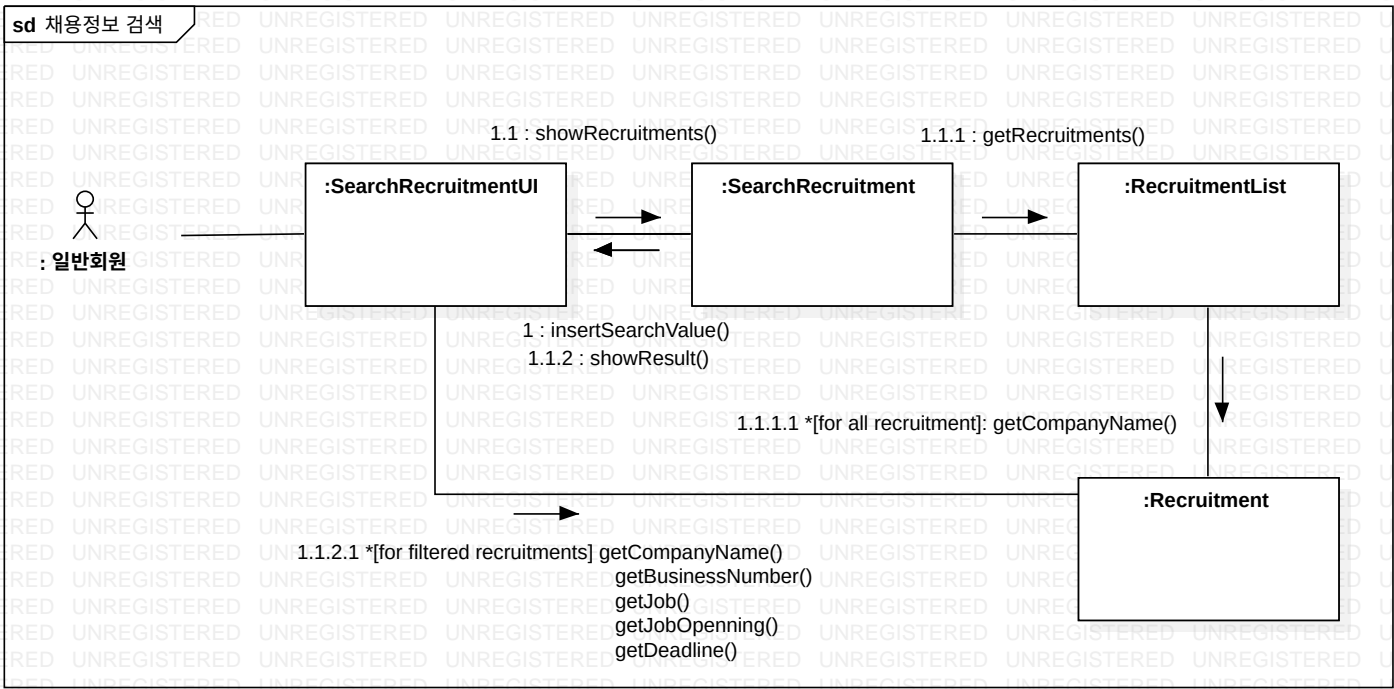 sd 채용정보 검색
1.1 : showRecruitments()
1.1.1 : getRecruitments()
:SearchRecruitmentUI
:SearchRecruitment
:RecruitmentList
: 일반회원
1 : insertSearchValue()
1.1.2 : showResult()
1.1.1.1 *[for all recruitment]: getCompanyName()
:Recruitment
1.1.2.1 *[for filtered recruitments] getCompanyName()
getBusinessNumber()
getJob()
getJobOpenning()
getDeadline()
UNREGISTERED